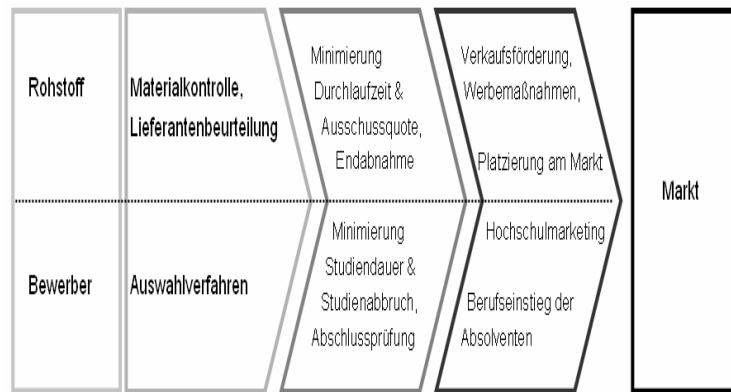 Rohstoff
Materialkontrolle,
Lieferantenbeurteilung
Minimierung
Durchlaufzeit &
Ausschussquote,
Endabnahme
Verkaufsförderung,
Werbemaßnahmen,
Platzierung am Markt
Markt
Bewerber
Auswahlverfahren
Minimierung
Studiendauer &
Studienabbruch,
Abschlussprüfung
Hochschulmarketing
Berufseinstieg der
Absolventen